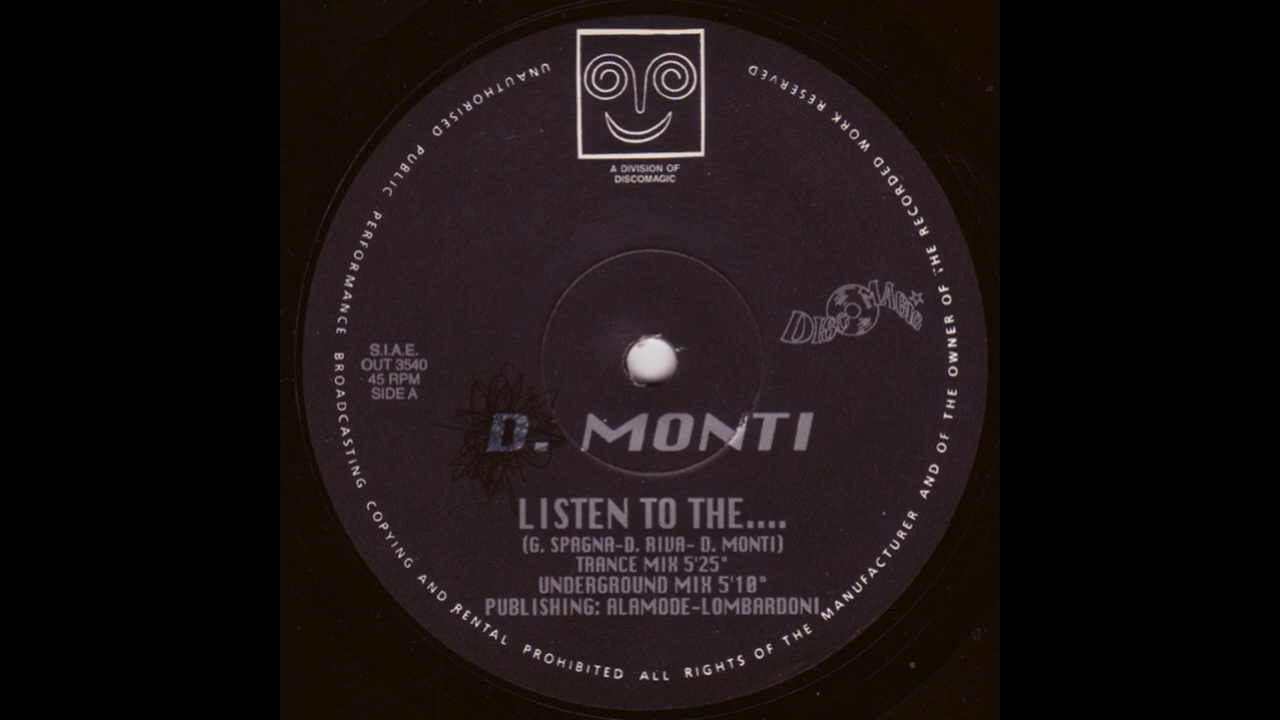 A DIVISION OF
DISCOMAGIC
UNAUTHORISED PUBLIC PERFORMANCE BROADCASTING COPYING AND RENTAL PROHIBITED ALL RIGHTS OF THE MANUFACTURER AND OF THE OWNER OF THE RECORDED WORK RESERVED
DISCOMAGIC
S.I.A.E.
OUT 3540
45 RPM
SIDE A
D. MONTI
LISTEN TO THE....
(G. SPAGNA-D. RIVA- D. MONTI)
TRANCE MIX 5'25"
UNDERGROUND MIX 5'10"
PUBLISHING: ALAMODE-LOMBARDONI